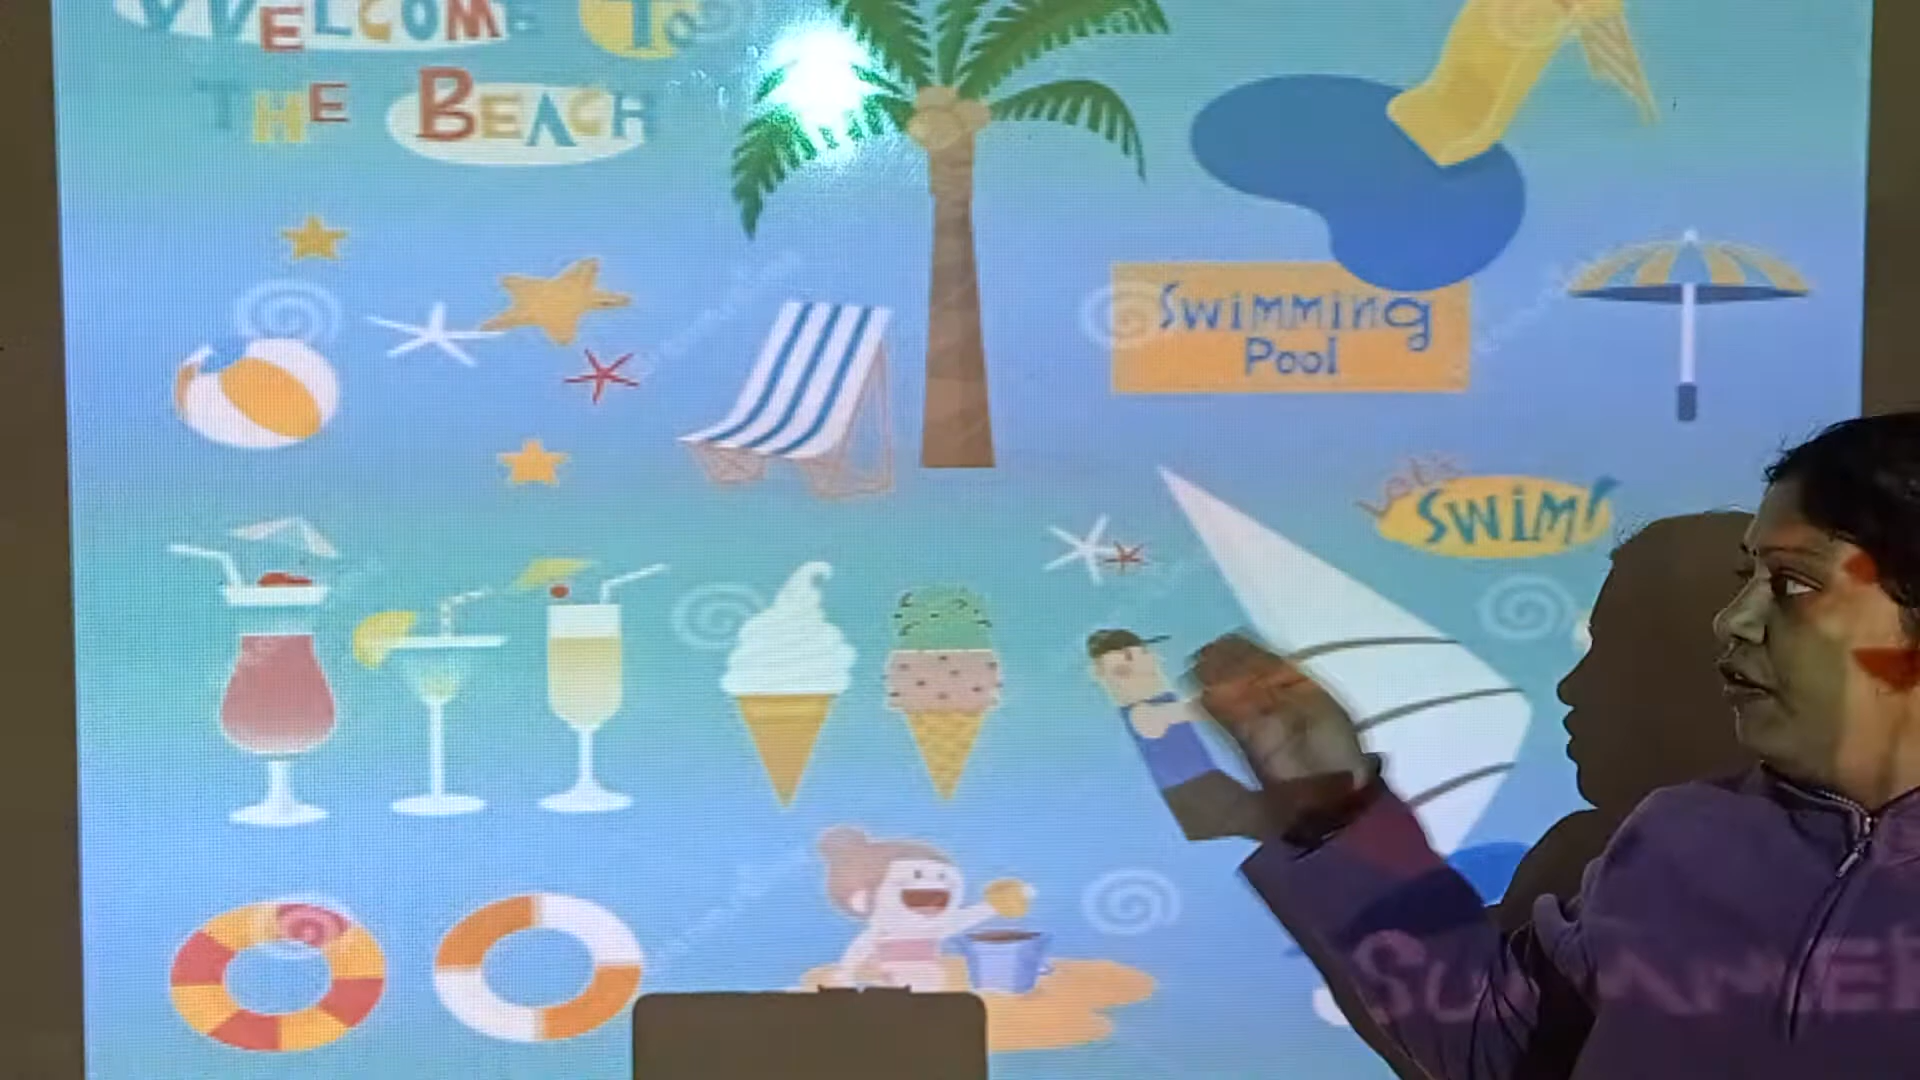 WELCOME TO
THE BEACH
Swimming
Pool
Let's
SWIM!